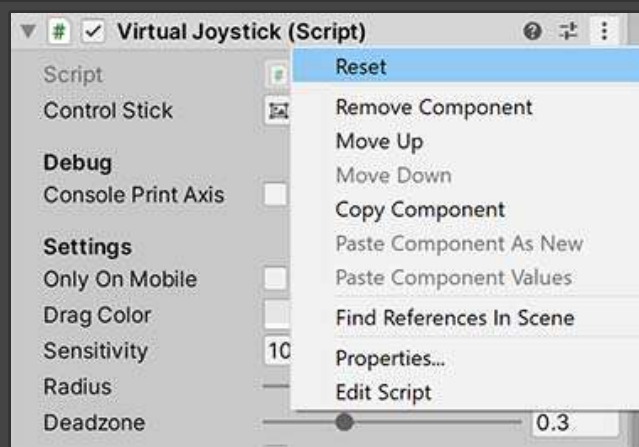 # Virtual Joystick (Script)
Script #
Control Stick
Debug
Console Print Axis
Settings
Only On Mobile
Drag Color
Sensitivity 10
Radius
Deadzone 0.3
Reset
Remove Component
Move Up
Move Down
Copy Component
Paste Component As New
Paste Component Values
Find References In Scene
Properties...
Edit Script